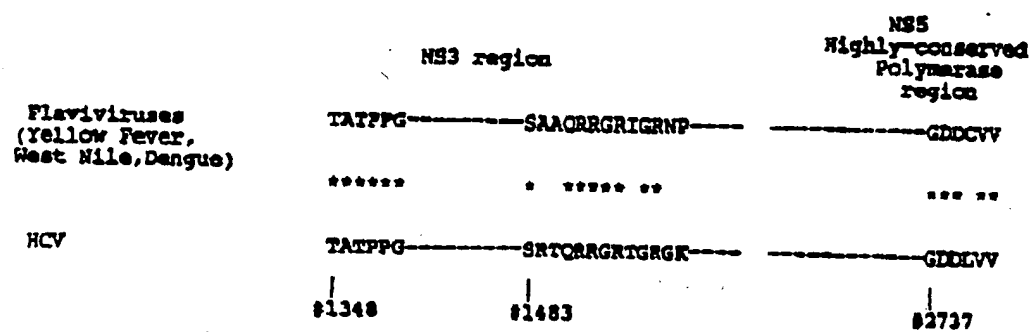 NS5
Highly-conserved
NS3 region
Polymarase
region
Flaviviruses
(Yellow Fever,
West Nile,Dengue)
TATPPG----------SAAQRRGRIGRNP----- ------------GDDCVV
****** * ***** ** *** **
HCV
TATPPG----------SRTQRRGRTGRGK----- ------------GDDLVV
#1348 #1483 #2737